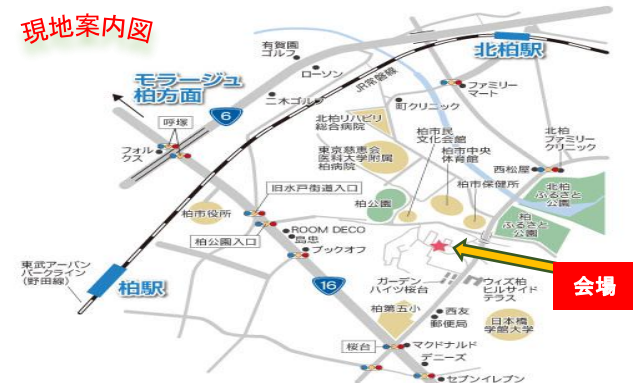 現地案内図
有賀園
ゴルフ
ローソン
二木ゴルフ
JR常磐線
北柏駅
ファミリー
マート
町クリニック
モラージュ
柏方面
6
呼塚
フォル
クス
北柏リハビリ
総合病院
柏市民
文化会館
柏市中央
体育館
東京慈恵会
医科大学附属
柏病院
北柏
ファミリー
クリニック
西松屋
柏市保健所
北柏
ふるさと
公園
旧水戸街道入口
柏公園
柏
ふるさと
公園
柏市役所
柏公園入口
ROOM DECO
島忠
ブックオフ
東武アーバン
パークライン
(野田線)
柏駅
16
ガーデン
ハイツ桜台
ウィズ柏
ヒルサイド
テラス
会場
柏第五小
西友
郵便局
日本橋
学館大学
桜台
マクドナルド
デニーズ
セブンイレブン